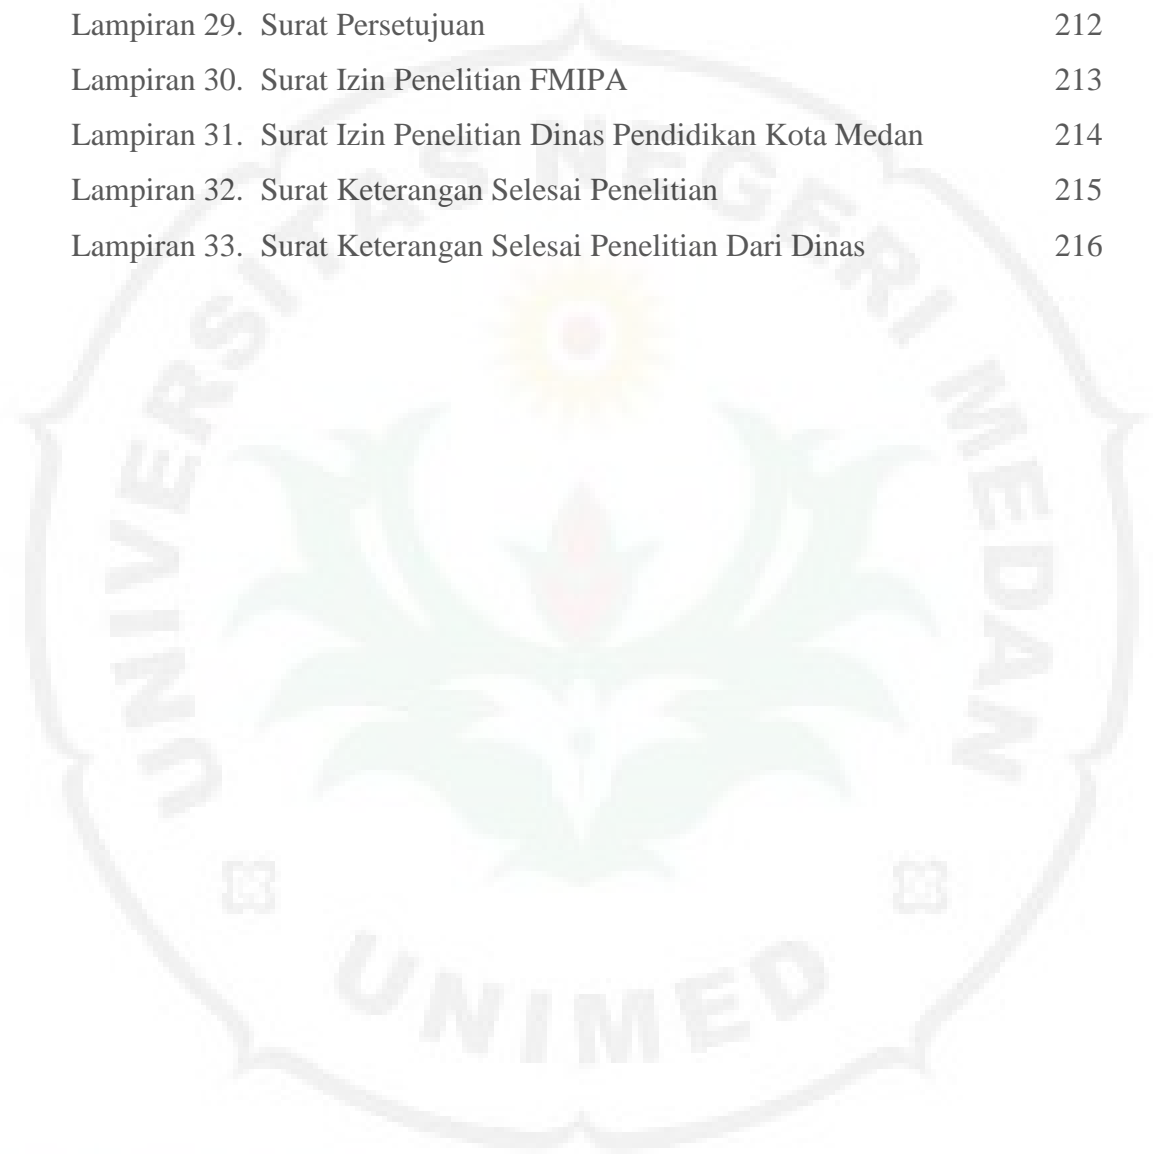 Lampiran 29. Surat Persetujuan 212
Lampiran 30. Surat Izin Penelitian FMIPA 213
Lampiran 31. Surat Izin Penelitian Dinas Pendidikan Kota Medan 214
Lampiran 32. Surat Keterangan Selesai Penelitian 215
Lampiran 33. Surat Keterangan Selesai Penelitian Dari Dinas 216
UNIVERSITAS NEGERI MEDAN
UNIMED